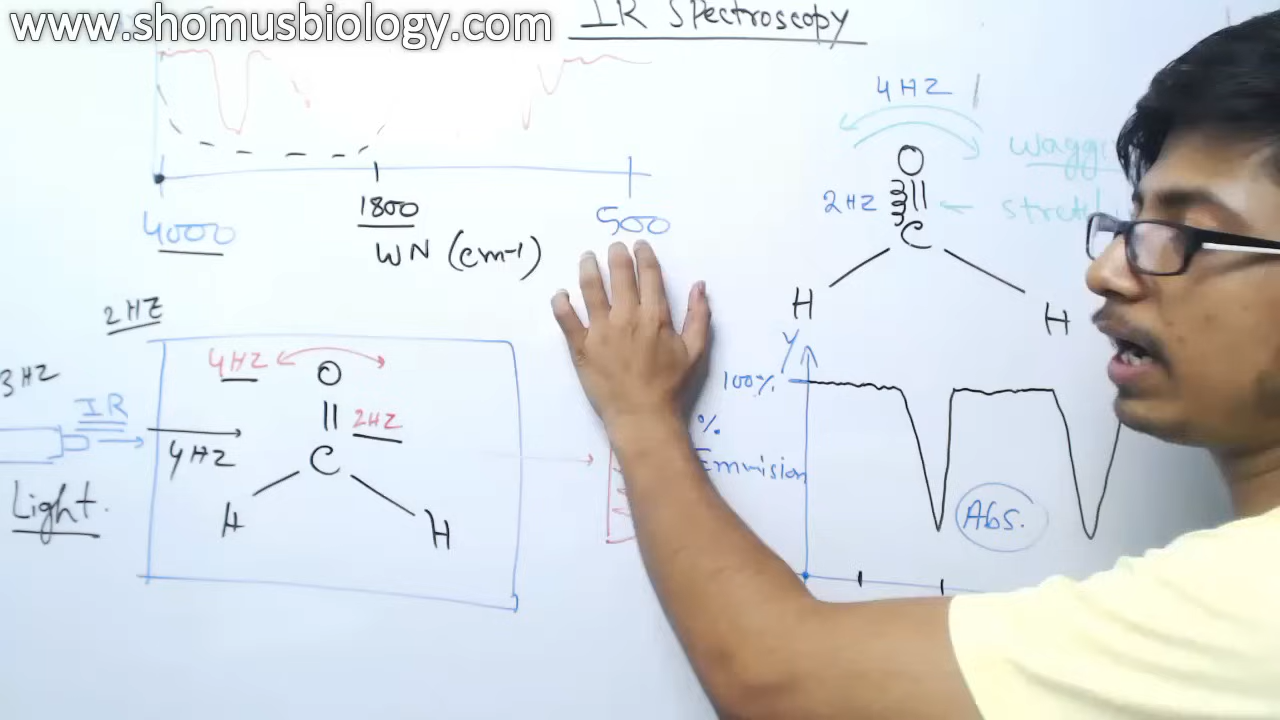 www.shomusbiology.com
IR Spectroscopy
4000
1800
500
WN (cm-1)
4HZ
O
2HZ
C
H
H
2HZ
3HZ
IR
4HZ
Light.
4HZ
O
2HZ
C
H
H
Y
100%
%
Emmision
Abs.